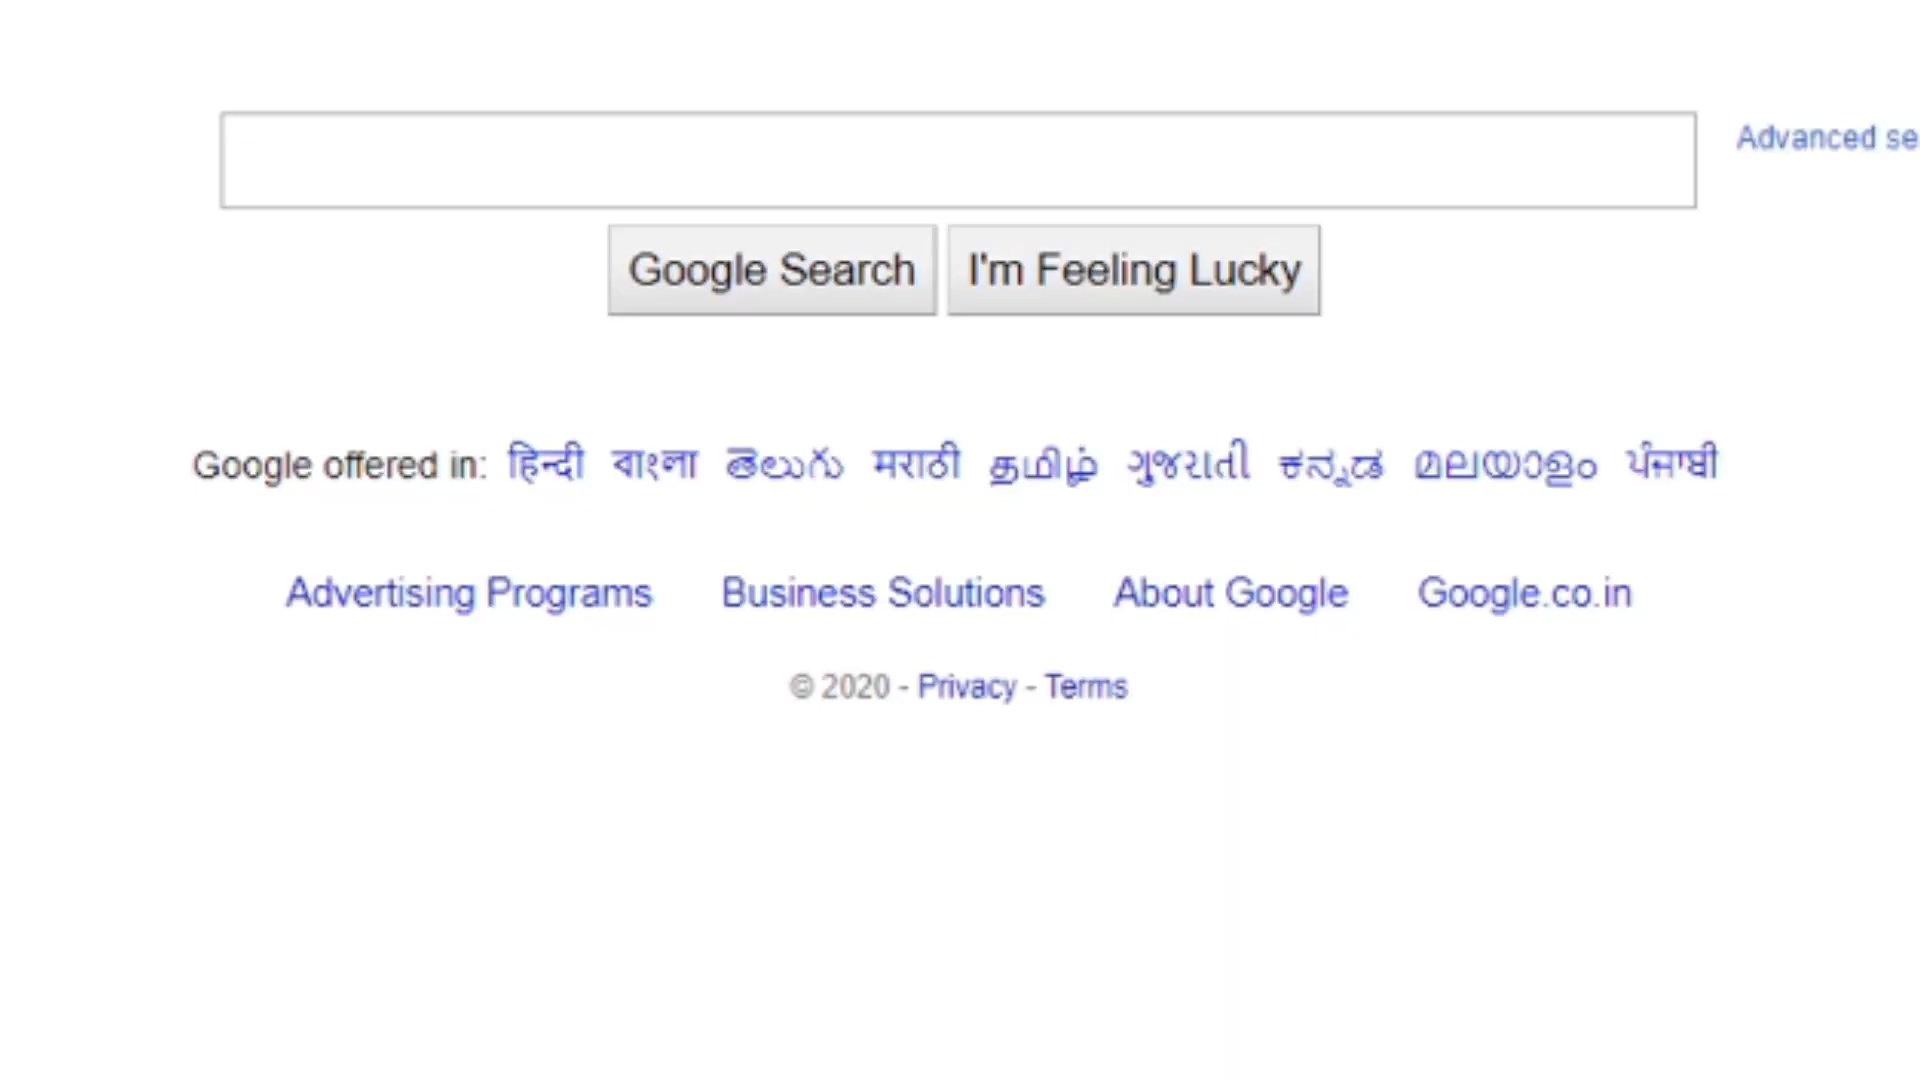 Advanced se
Google Search I'm Feeling Lucky
Google offered in: हिन्दी বাংলা తెలుగు मराठी தமிழ் ગુજરાતી ಕನ್ನಡ മലയാളം ਪੰਜਾਬੀ
Advertising Programs Business Solutions About Google Google.co.in
© 2020 - Privacy - Terms